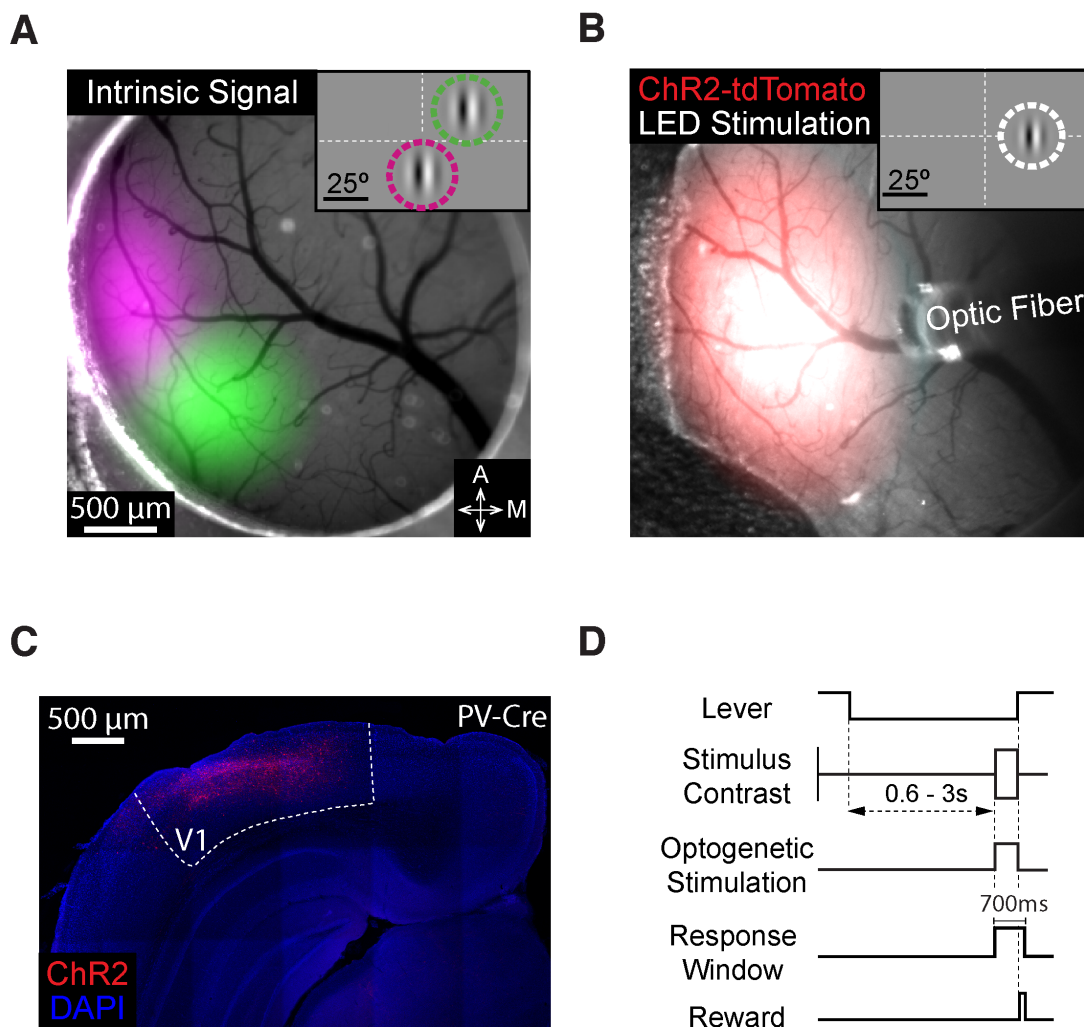 A
Intrinsic Signal
25º
500 µm
A
M
B
ChR2-tdTomato
LED Stimulation
25º
Optic Fiber
C
500 µm
PV-Cre
V1
ChR2
DAPI
D
Lever
Stimulus
Contrast
0.6 - 3s
Optogenetic
Stimulation
700ms
Response
Window
Reward